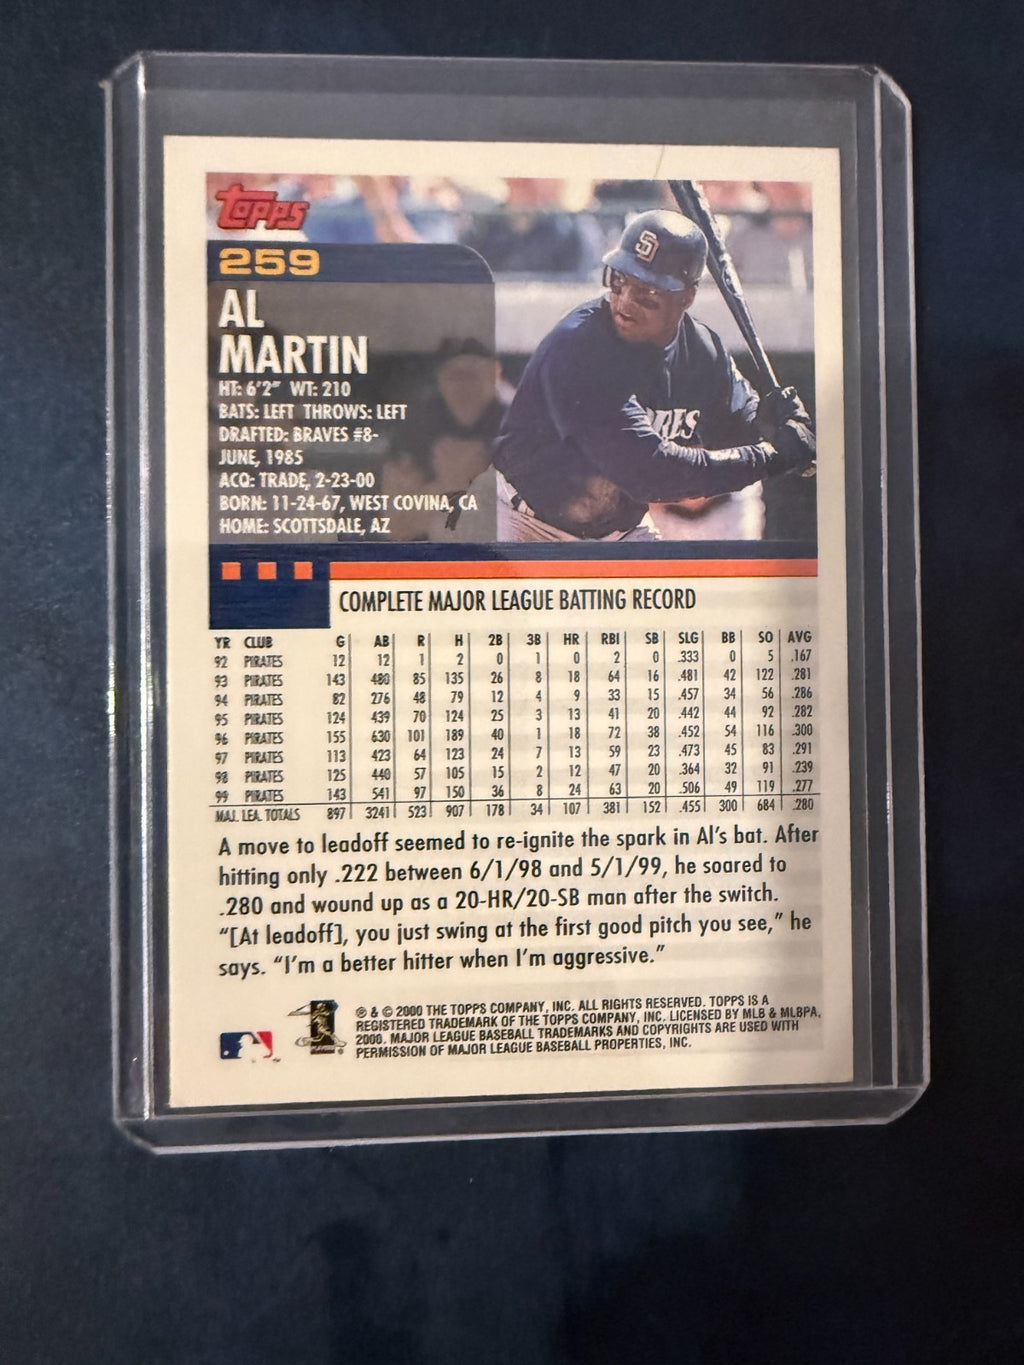 Topps
259
AL
MARTIN
HT: 6'2" WT: 210
BATS: LEFT THROWS: LEFT
DRAFTED: BRAVES #8-
JUNE, 1985
ACQ: TRADE, 2-23-00
BORN: 11-24-67, WEST COVINA, CA
HOME: SCOTTSDALE, AZ
SD
DRES
COMPLETE MAJOR LEAGUE BATTING RECORD
YR CLUB G AB R H 2B 3B HR RBI SB SLG BB SO AVG
92 PIRATES 12 12 1 2 0 1 0 2 0 .333 0 5 .167
93 PIRATES 143 480 85 135 26 8 18 64 16 .481 42 122 .281
94 PIRATES 82 276 48 79 12 4 9 33 15 .457 34 56 .286
95 PIRATES 124 439 70 124 25 3 13 41 20 .442 44 92 .282
96 PIRATES 155 630 101 189 40 1 18 72 38 .452 54 116 .300
97 PIRATES 113 423 64 123 24 7 13 59 23 .473 45 83 .291
98 PIRATES 125 440 57 105 15 2 12 47 20 .364 32 91 .239
99 PIRATES 143 541 97 150 36 8 24 63 20 .506 49 119 .277
MAJ. LEA. TOTALS 897 3241 523 907 178 34 107 381 152 .455 300 684 .280
A move to leadoff seemed to re-ignite the spark in Al's bat. After
hitting only .222 between 6/1/98 and 5/1/99, he soared to
.280 and wound up as a 20-HR/20-SB man after the switch.
"[At leadoff], you just swing at the first good pitch you see," he
says. "I'm a better hitter when I'm aggressive."
® & © 2000 THE TOPPS COMPANY, INC. ALL RIGHTS RESERVED. TOPPS IS A
REGISTERED TRADEMARK OF THE TOPPS COMPANY, INC. LICENSED BY MLB & MLBPA,
2000. MAJOR LEAGUE BASEBALL TRADEMARKS AND COPYRIGHTS ARE USED WITH
PERMISSION OF MAJOR LEAGUE BASEBALL PROPERTIES, INC.